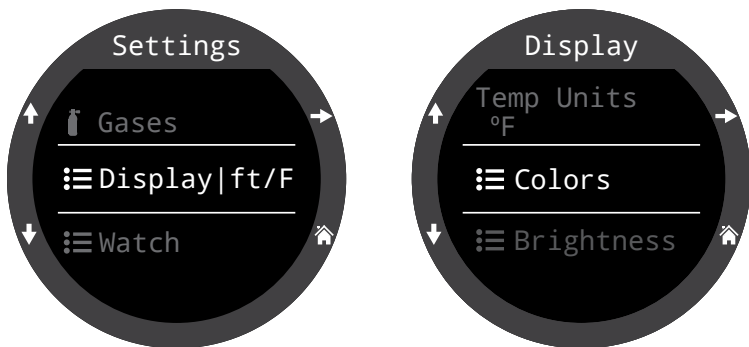 Settings
Gases
Display|ft/F
Watch
Display
Temp Units
ºF
Colors
Brightness